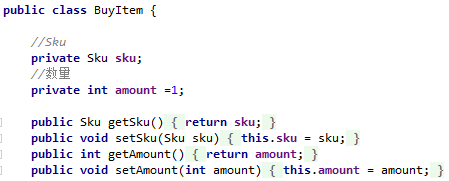 public class BuyItem {
//Sku
private Sku sku;
//数量
private int amount =1;
public Sku getSku() { return sku; }
public void setSku(Sku sku) { this.sku = sku; }
public int getAmount() { return amount; }
public void setAmount(int amount) { this.amount = amount; }